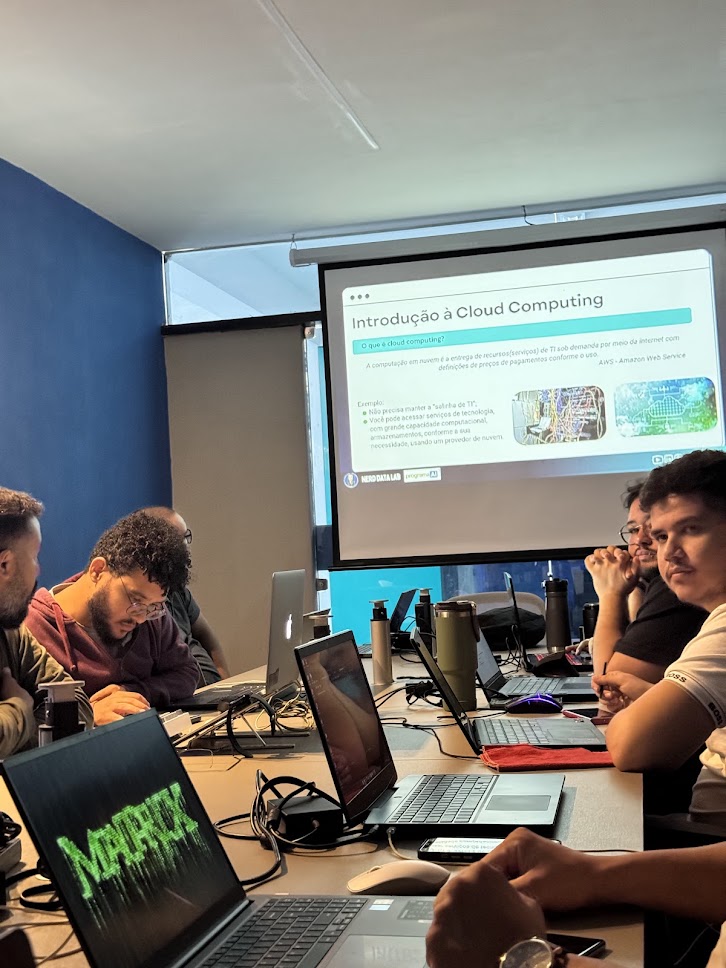 Introdução à Cloud Computing
O que é cloud computing?
A computação em nuvem é a entrega de recursos(serviços) de TI sob demanda por meio da Internet com
definições de preços de pagamentos conforme o uso.
AWS - Amazon Web Service
Exemplo:
Não precisa manter a "salinha de TI".
Você pode acessar serviços de tecnologia,
com grande capacidade computacional,
armazenamentos, conforme a sua
necessidade, usando um provedor de nuvem.
NERD DATA LAB
programaAI
BOSS
MATRIX